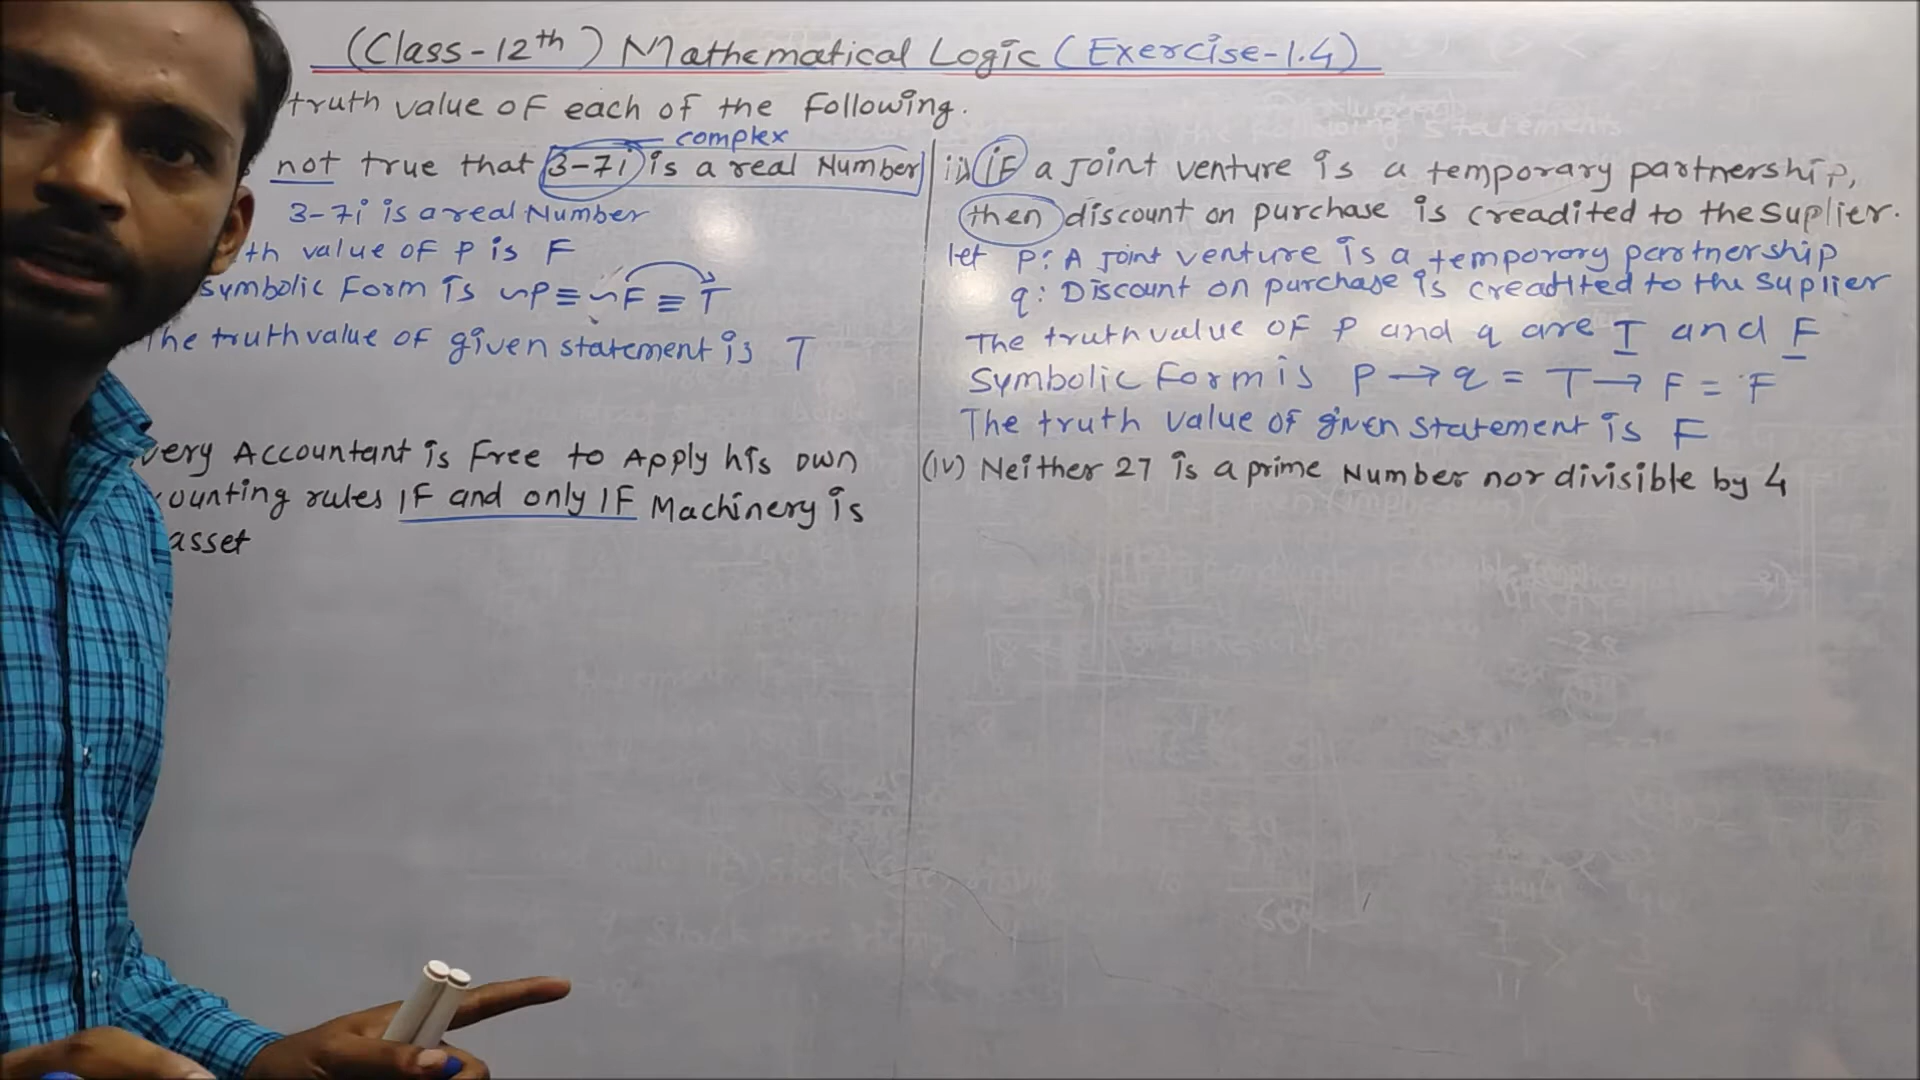 (Class-12th) Mathematical Logic (Exercise-1.4)
truth value of each of the following.
complex
not true that 3-7i is a real Number
3-7i is a real Number
th value of p is F
symbolic Form is ~p ≡ ~F ≡ T
The truth value of given statement is T
very Accountant is Free to Apply his own
ounting rules IF and only IF Machinery is
asset
ii) iF a Joint venture is a temporary partnership,
then discount on purchase is creadited to the Suplier.
let p: A Joint venture is a temporary partnership
q: Discount on purchase is creadited to the Suplier
The truth value of p and q are T and F
Symbolic Form is p → q = T → F = F
The truth value of given statement is F
(iv) Neither 27 is a prime Number nor divisible by 4